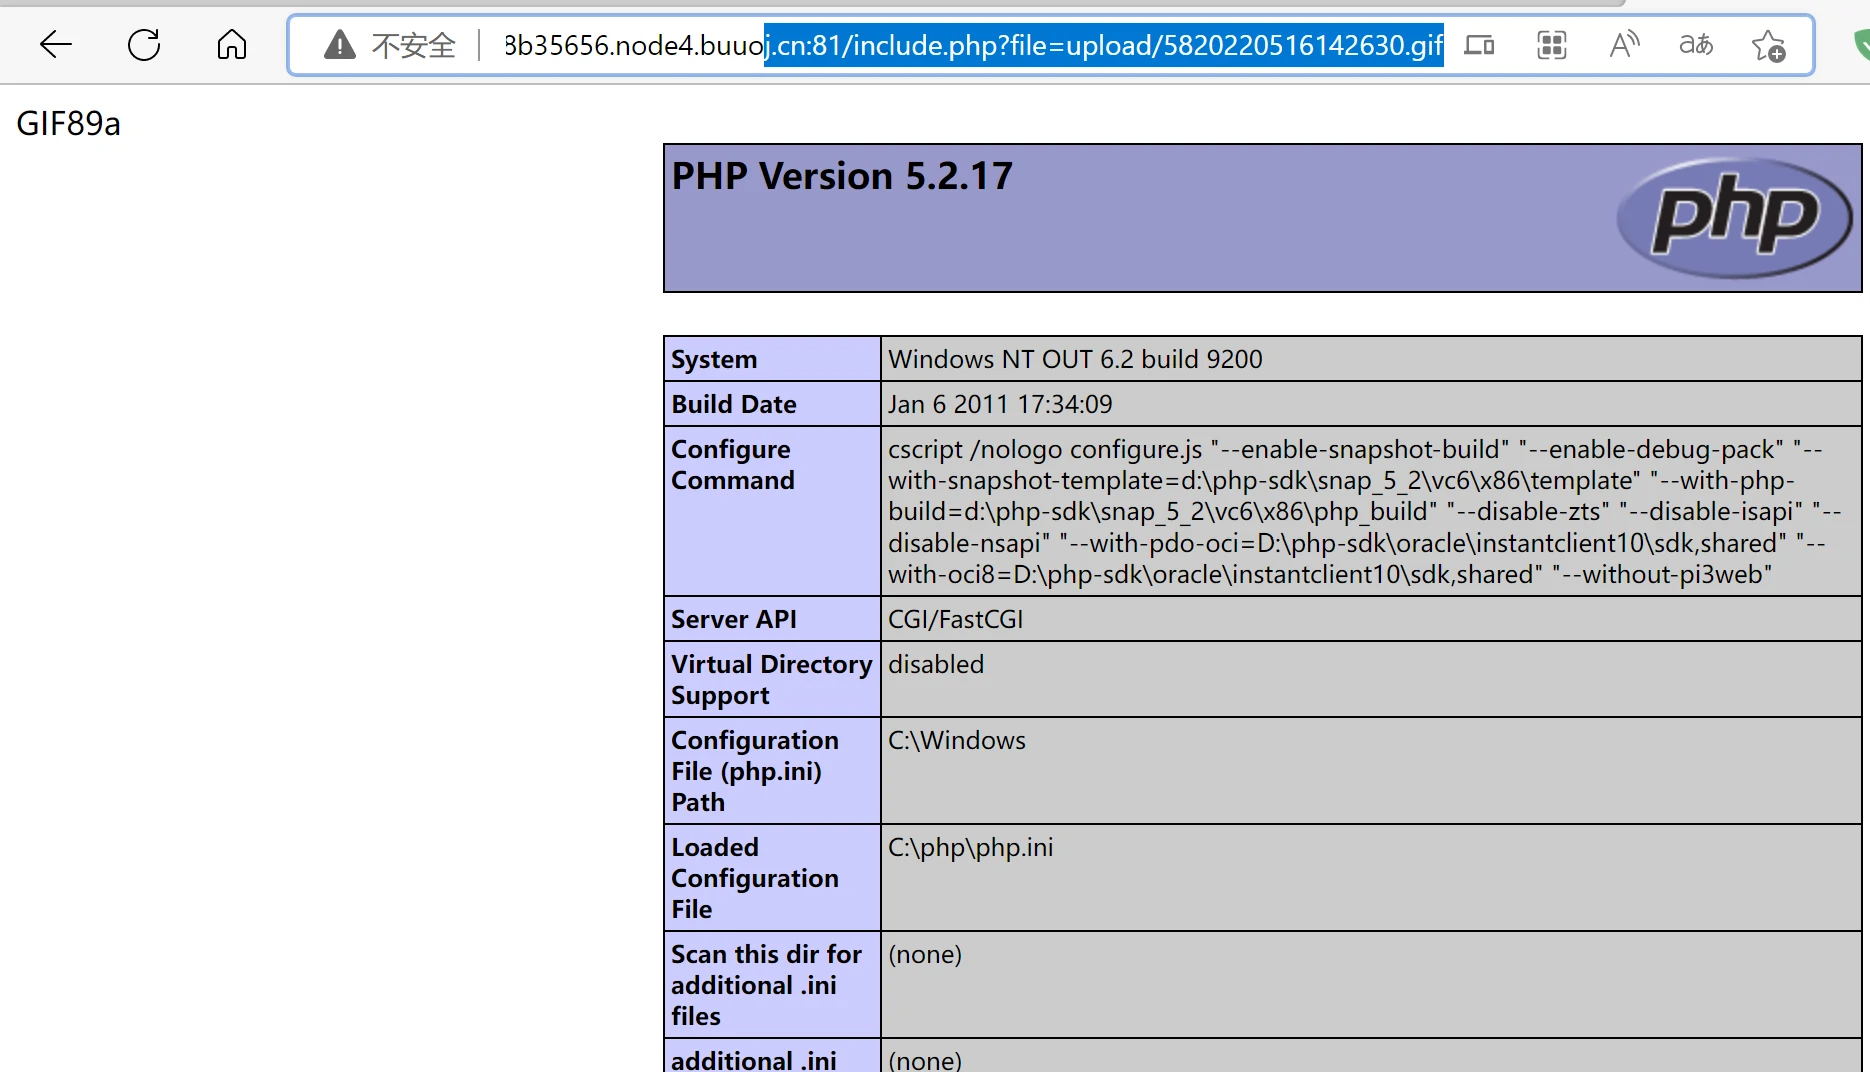 不安全 8b35656.node4.buuoj.cn:81/include.php?file=upload/5820220516142630.gif A aあ
GIF89a
PHP Version 5.2.17 php
System Windows NT OUT 6.2 build 9200
Build Date Jan 6 2011 17:34:09
Configure cscript /nologo configure.js "--enable-snapshot-build" "--enable-debug-pack" "--
Command with-snapshot-template=d:\php-sdk\snap_5_2\vc6\x86\template" "--with-php-
build=d:\php-sdk\snap_5_2\vc6\x86\php_build" "--disable-zts" "--disable-isapi" "--
disable-nsapi" "--with-pdo-oci=D:\php-sdk\oracle\instantclient10\sdk,shared" "--
with-oci8=D:\php-sdk\oracle\instantclient10\sdk,shared" "--without-pi3web"
Server API CGI/FastCGI
Virtual Directory disabled
Support
Configuration C:\Windows
File (php.ini)
Path
Loaded C:\php\php.ini
Configuration
File
Scan this dir for (none)
additional .ini
files
additional .ini (none)